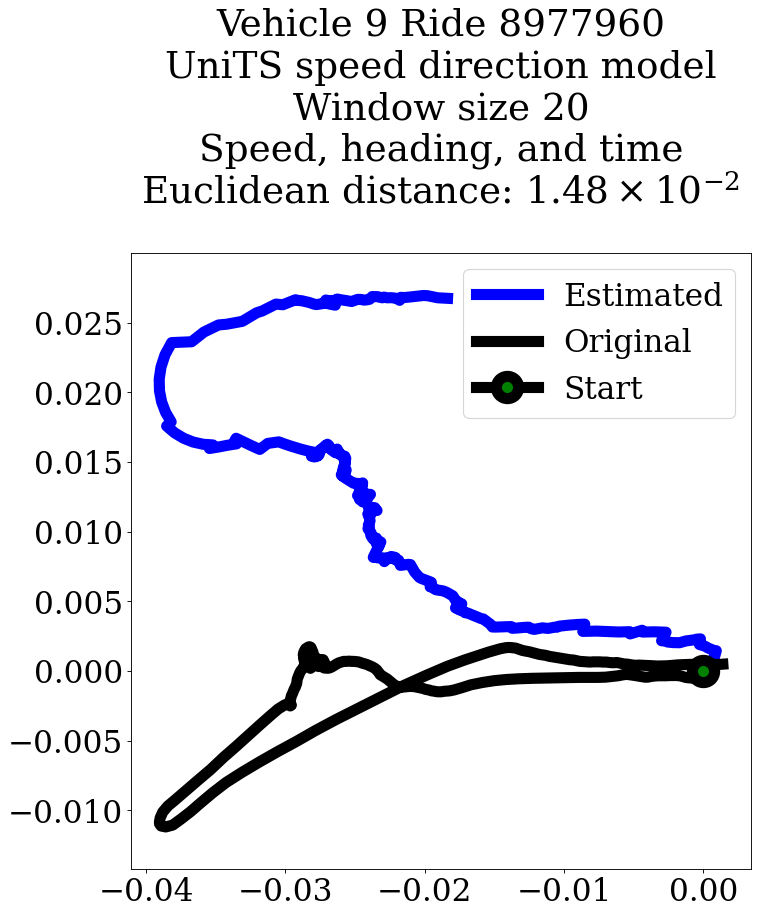 Vehicle 9 Ride 8977960
UniTS speed direction model
Window size 20
Speed, heading, and time
Euclidean distance: 1.48 × 10⁻²
Estimated
Original
Start
0.025
0.020
0.015
0.010
0.005
0.000
−0.005
−0.010
−0.04 −0.03 −0.02 −0.01 0.00